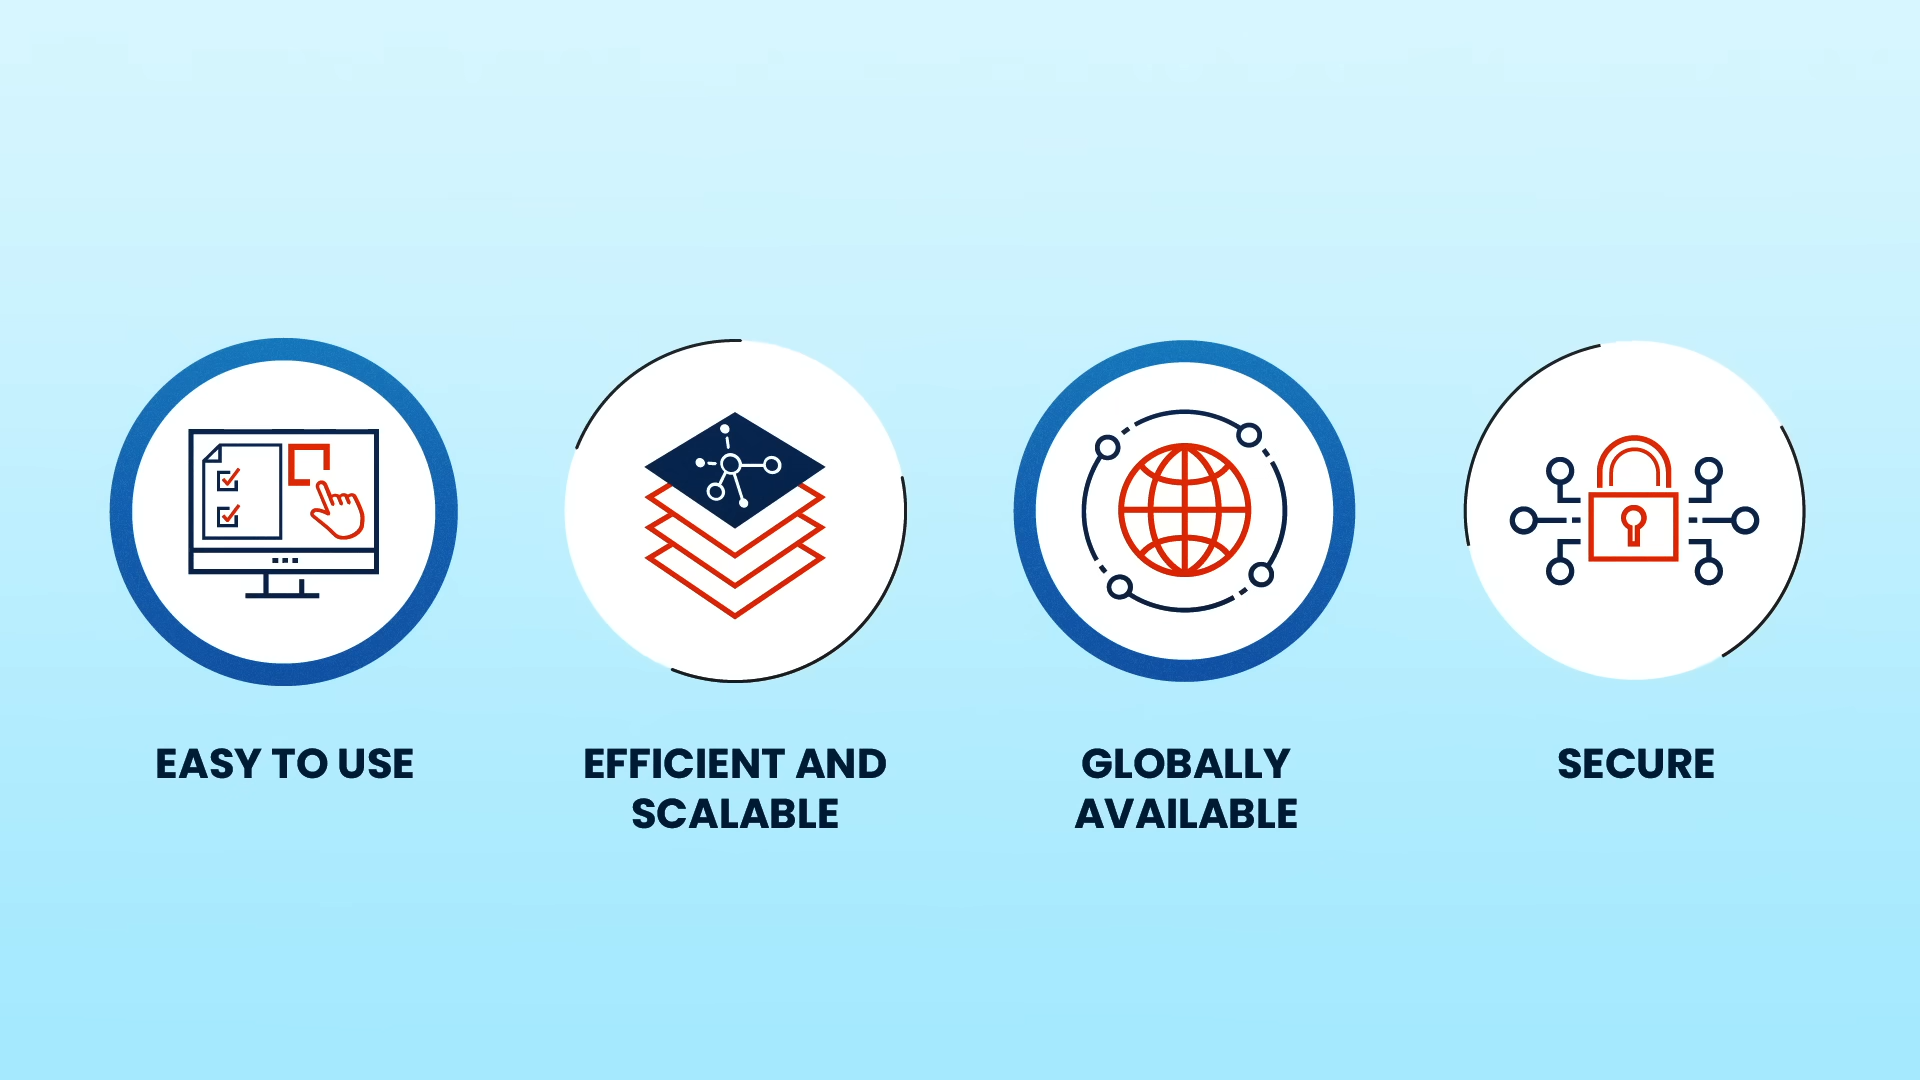 EASY TO USE
EFFICIENT AND
SCALABLE
GLOBALLY
AVAILABLE
SECURE